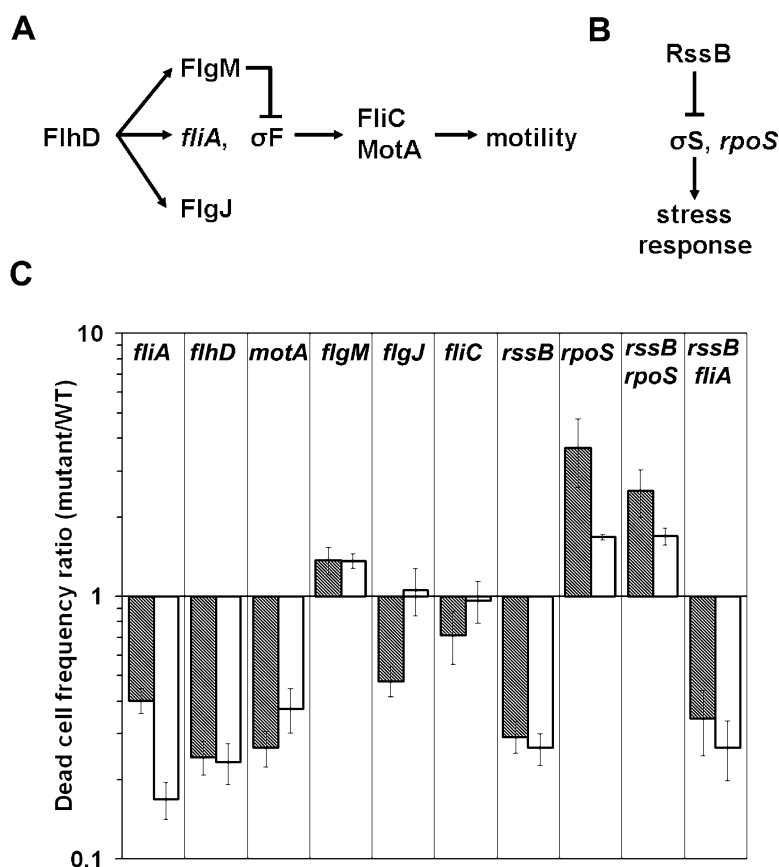 A
B
FlgM
RssB
FlhD
fliA, σF
FliC
MotA
motility
σS, rpoS
FlgJ
stress
response
C
Dead cell frequency ratio (mutant/WT)
10
1
0.1
fliA
flhD
motA
flgM
flgJ
fliC
rssB
rpoS
rssB
rpoS
rssB
fliA